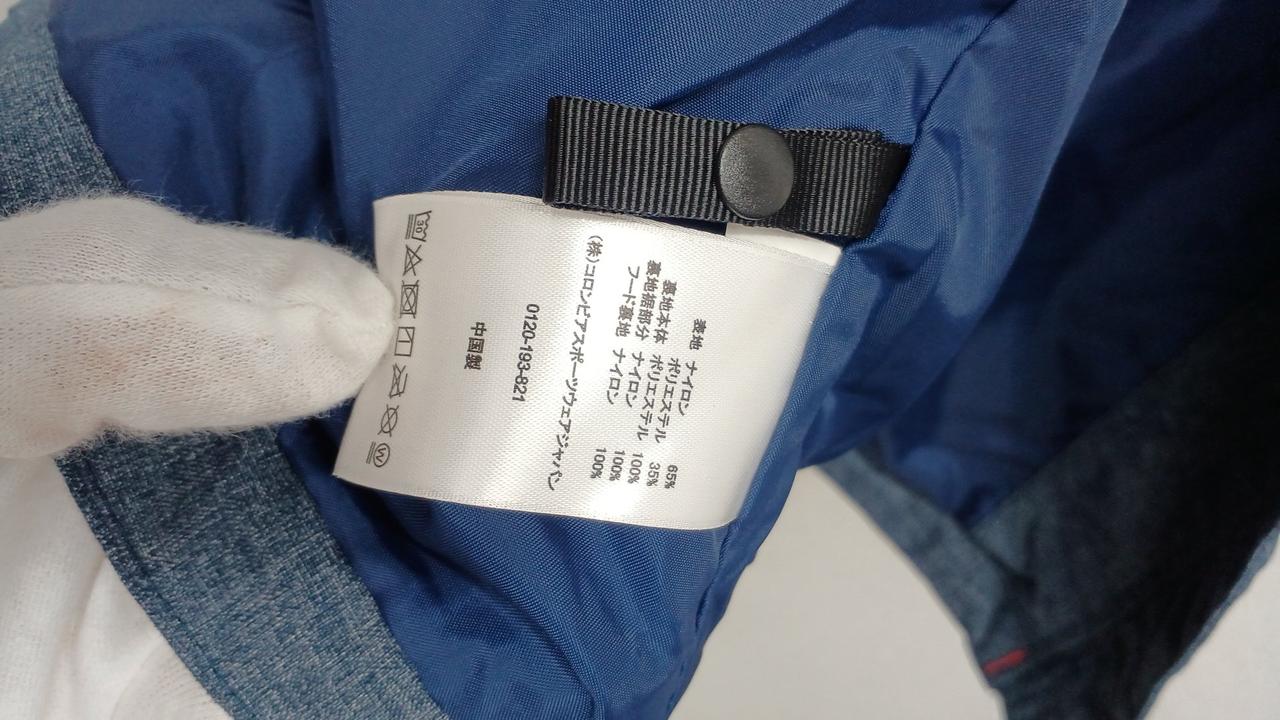 表地 ナイロン 65%
ポリエステル 35%
裏地本体 ポリエステル 100%
裏地裾部分 ナイロン 100%
フード裏地 ナイロン 100%
(株)コロンビアスポーツウェアジャパン
0120-193-821
中国製
30
W